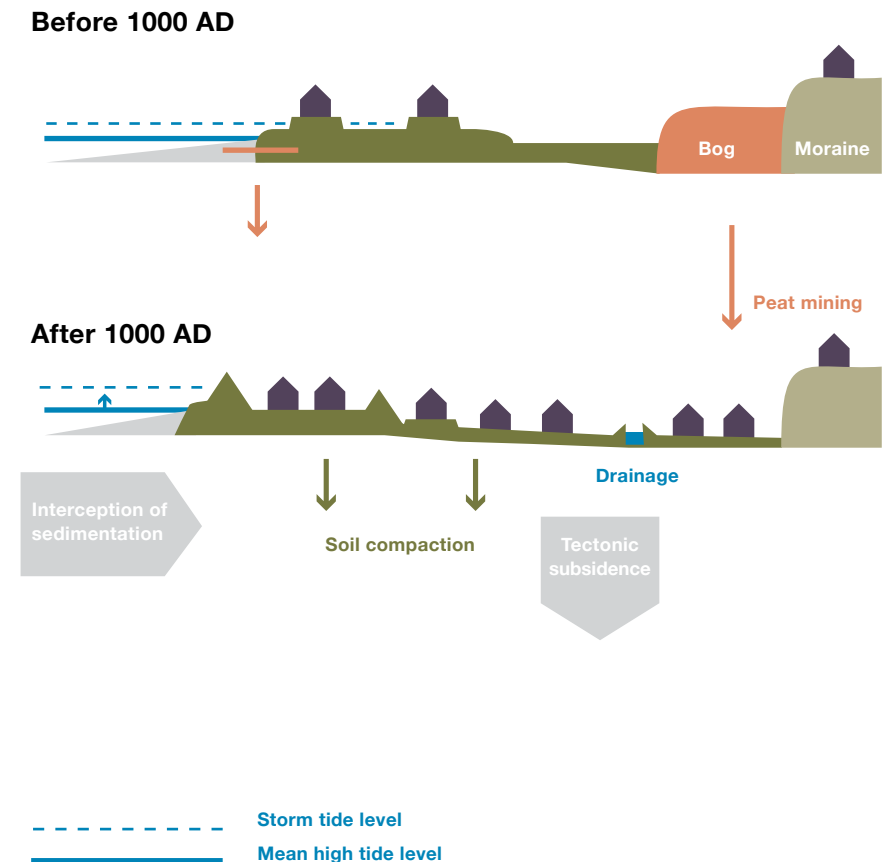 Before 1000 AD
Bog
Moraine
Peat mining
After 1000 AD
Drainage
Interception of
sedimentation
Soil compaction
Tectonic
subsidence
Storm tide level
Mean high tide level